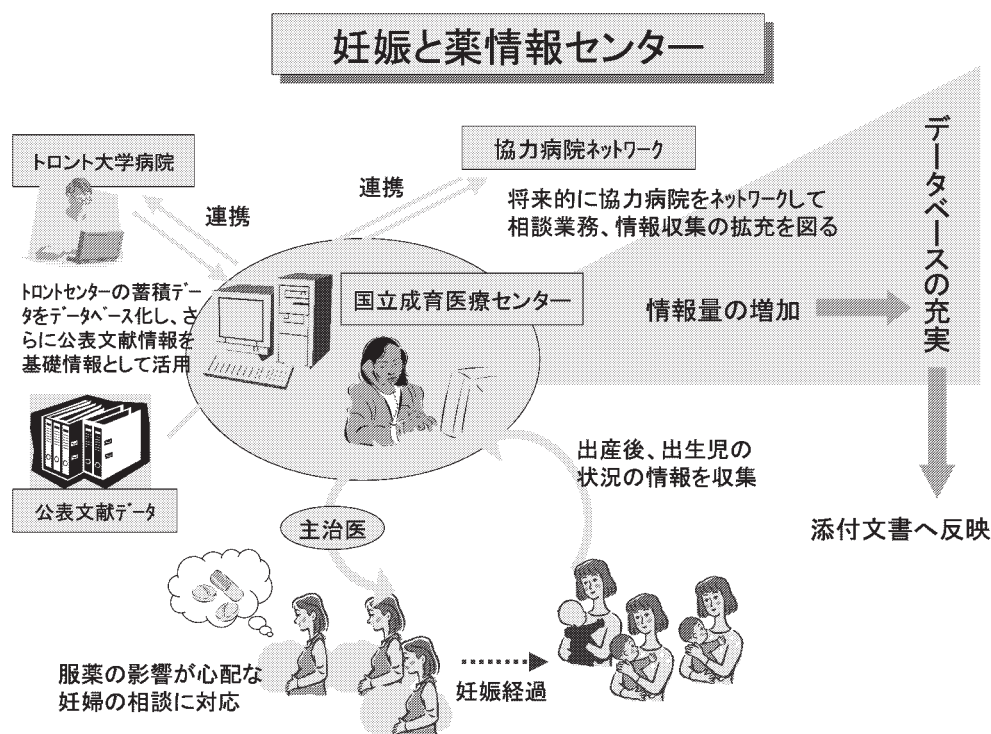 妊娠と薬情報センター
トロント大学病院
連携
連携
協力病院ネットワーク
将来的に協力病院をネットワークして
相談業務、情報収集の拡充を図る
トロントセンターの蓄積デー
タをデータベース化し、さ
らに公表文献情報を
基礎情報として活用
国立成育医療センター
情報量の増加
データベースの充実
公表文献データ
出産後、出生児の
状況の情報を収集
主治医
添付文書へ反映
服薬の影響が心配な
妊婦の相談に対応
妊娠経過